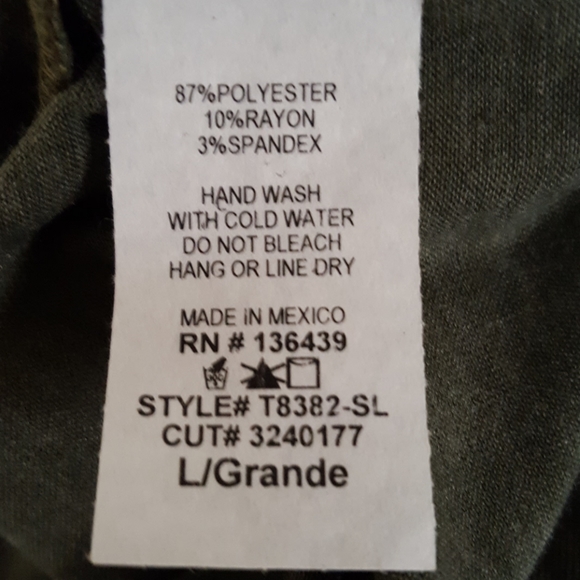 87%POLYESTER
10%RAYON
3%SPANDEX
HAND WASH
WITH COLD WATER
DO NOT BLEACH
HANG OR LINE DRY
MADE IN MEXICO
RN # 136439
STYLE# T8382-SL
CUT# 3240177
L/Grande